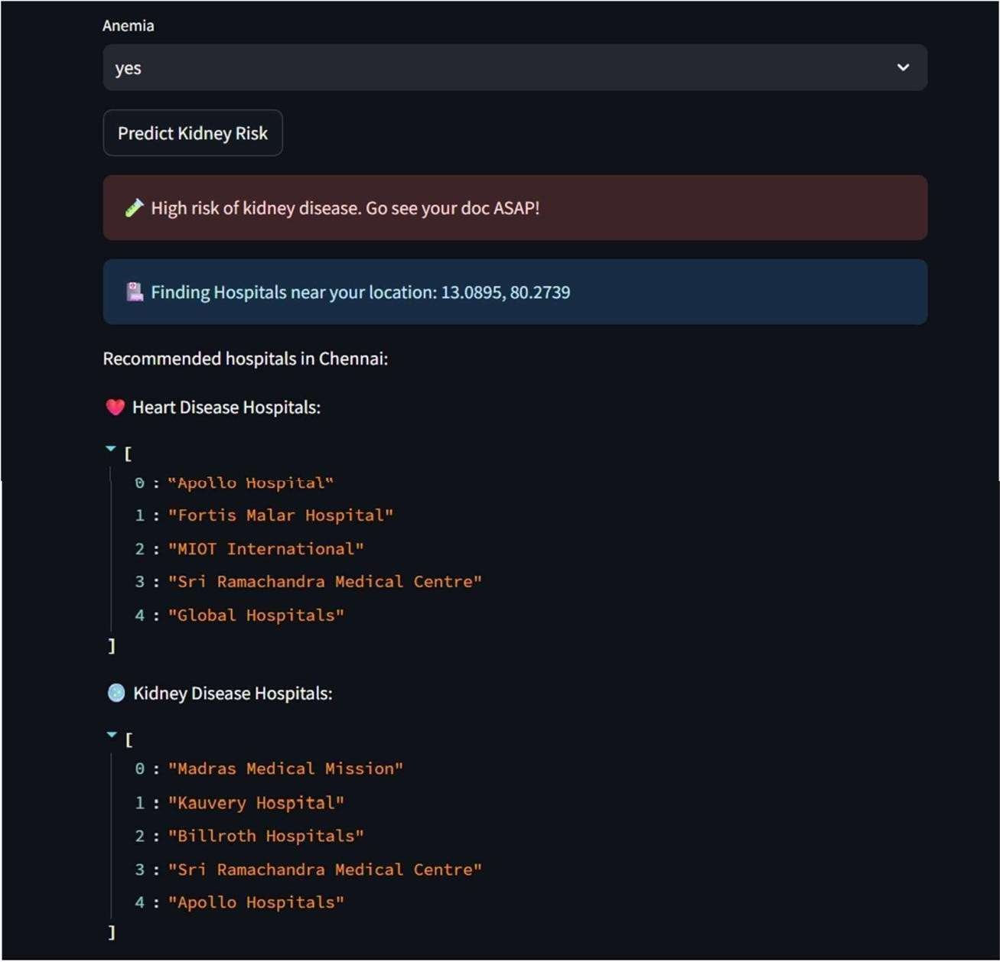 Anemia
yes
Predict Kidney Risk
High risk of kidney disease. Go see your doc ASAP!
Finding Hospitals near your location: 13.0895, 80.2739
Recommended hospitals in Chennai:
Heart Disease Hospitals:
[
0 : "Apollo Hospital"
1 : "Fortis Malar Hospital"
2 : "MIOT International"
3 : "Sri Ramachandra Medical Centre"
4 : "Global Hospitals"
]
Kidney Disease Hospitals:
[
0 : "Madras Medical Mission"
1 : "Kauvery Hospital"
2 : "Billroth Hospitals"
3 : "Sri Ramachandra Medical Centre"
4 : "Apollo Hospitals"
]